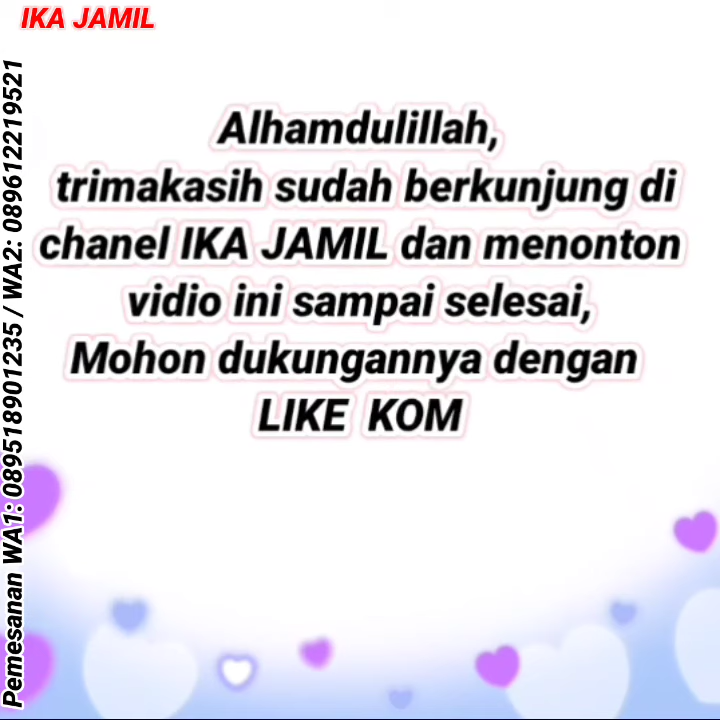 IKA JAMIL
Alhamdulillah,
trimakasih sudah berkunjung di
chanel IKA JAMIL dan menonton
vidio ini sampai selesai,
Mohon dukungannya dengan
LIKE KOM
Pemesanan WA1: 089518901235 / WA2: 089612219521